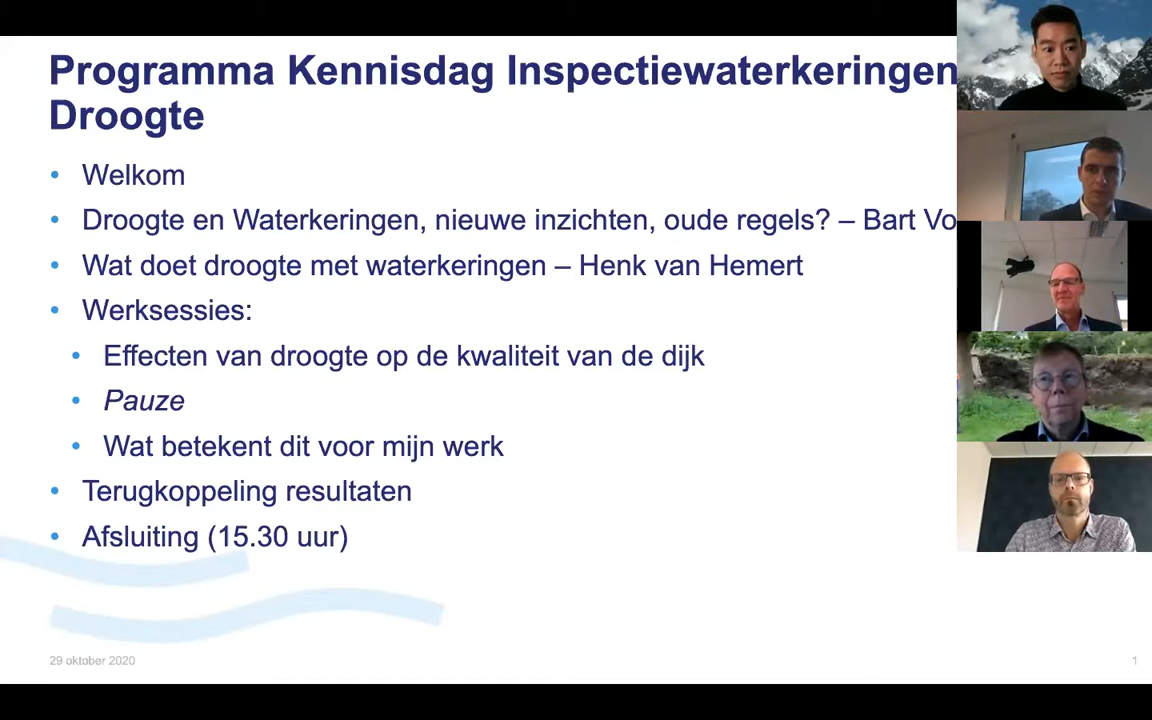 Programma Kennisdag Inspectiewaterkeringen
Droogte
• Welkom
• Droogte en Waterkeringen, nieuwe inzichten, oude regels? – Bart Vo
• Wat doet droogte met waterkeringen – Henk van Hemert
• Werksessies:
• Effecten van droogte op de kwaliteit van de dijk
• Pauze
• Wat betekent dit voor mijn werk
• Terugkoppeling resultaten
• Afsluiting (15.30 uur)
29 oktober 2020
1